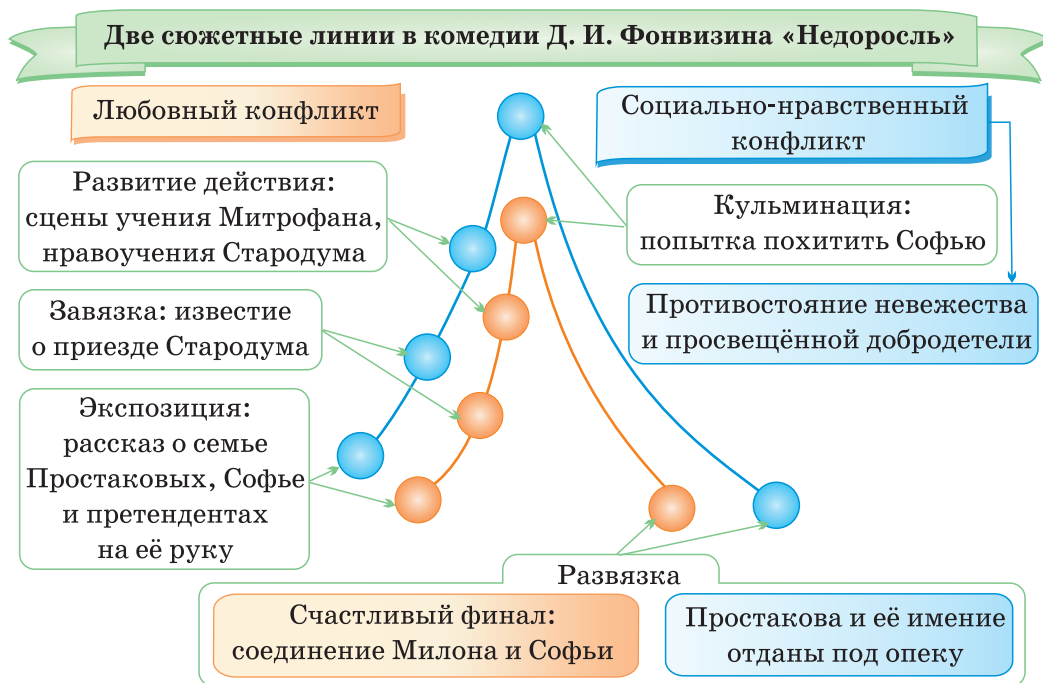 Две сюжетные линии в комедии Д. И. Фонвизина «Недоросль»
Любовный конфликт
Социально-нравственный
конфликт
Развитие действия:
сцены учения Митрофана,
нравоучения Стародума
Кульминация:
попытка похитить Софью
Завязка: известие
о приезде Стародума
Противостояние невежества
и просвещённой добродетели
Экспозиция:
рассказ о семье
Простаковых, Софье
и претендентах
на её руку
Развязка
Счастливый финал:
соединение Милона и Софьи
Простакова и её имение
отданы под опеку